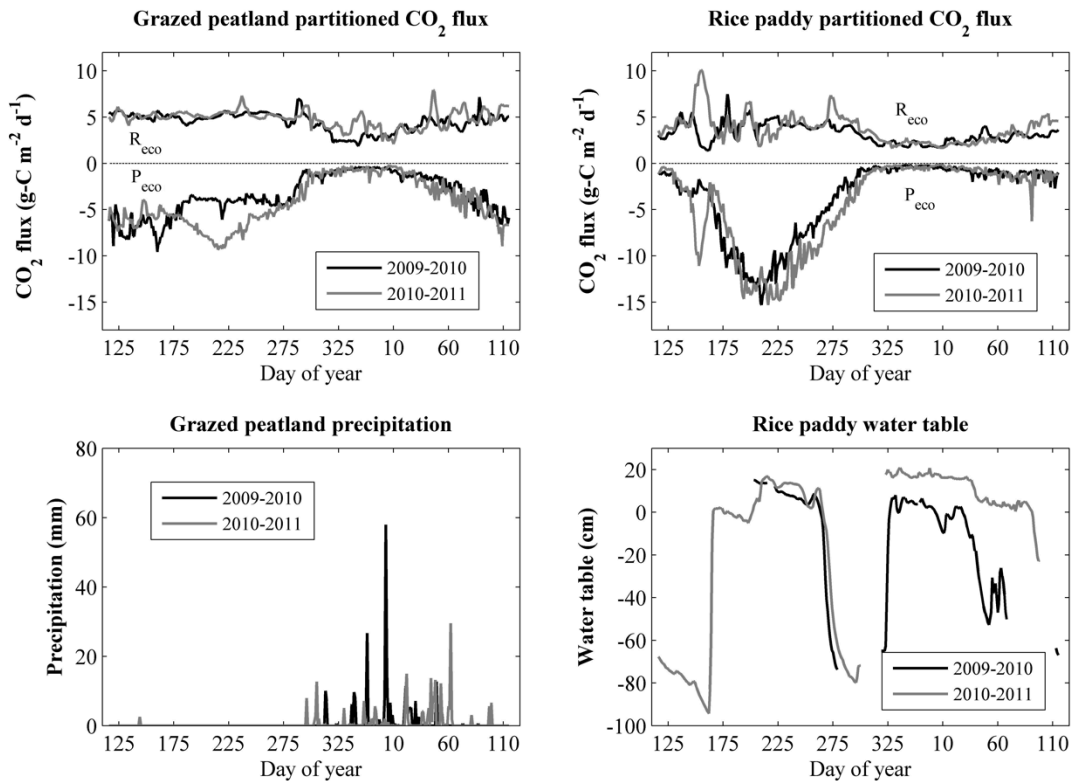 Grazed peatland partitioned CO₂ flux
CO₂ flux (g-C m⁻² d⁻¹)
10
5
0
-5
-10
-15
R_eco
P_eco
2009-2010
2010-2011
125 175 225 275 325 10 60 110
Day of year
Rice paddy partitioned CO₂ flux
CO₂ flux (g-C m⁻² d⁻¹)
10
5
0
-5
-10
-15
R_eco
P_eco
2009-2010
2010-2011
125 175 225 275 325 10 60 110
Day of year
Grazed peatland precipitation
Precipitation (mm)
80
60
40
20
0
2009-2010
2010-2011
125 175 225 275 325 10 60 110
Day of year
Rice paddy water table
Water table (cm)
20
0
-20
-40
-60
-80
-100
2009-2010
2010-2011
125 175 225 275 325 10 60 110
Day of year